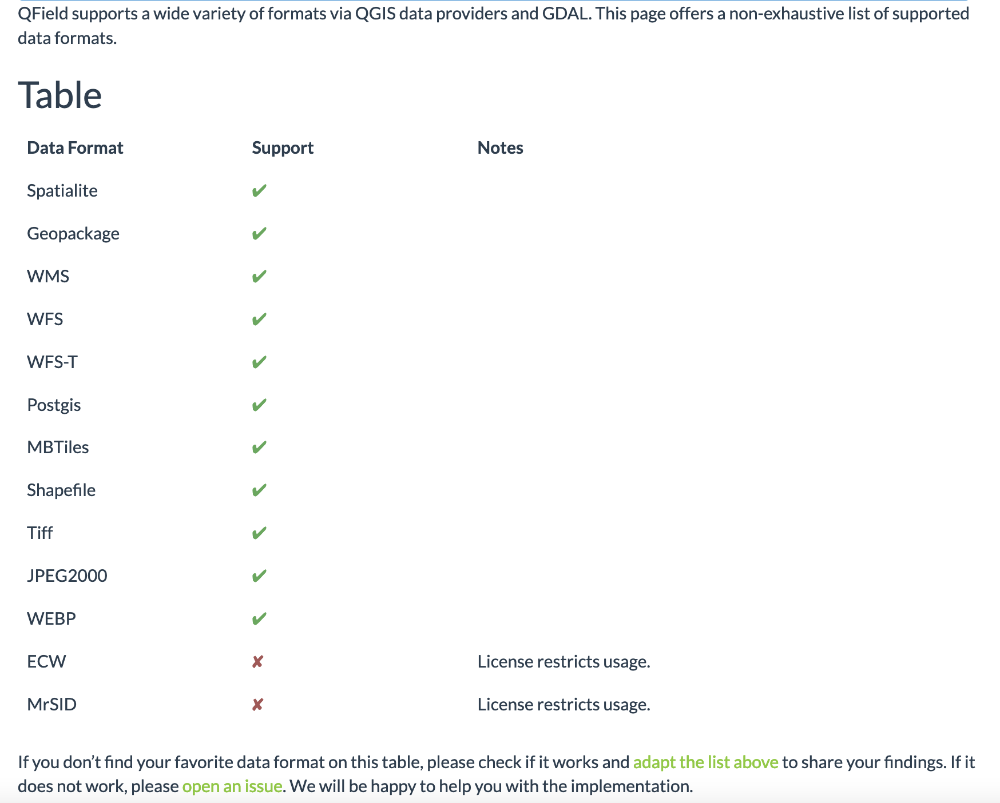 QField supports a wide variety of formats via QGIS data providers and GDAL. This page offers a non-exhaustive list of supported
data formats.
Table
Data Format Support Notes
Spatialite ✔
Geopackage ✔
WMS ✔
WFS ✔
WFS-T ✔
Postgis ✔
MBTiles ✔
Shapefile ✔
Tiff ✔
JPEG2000 ✔
WEBP ✔
ECW ✘ License restricts usage.
MrSID ✘ License restricts usage.
If you don’t find your favorite data format on this table, please check if it works and adapt the list above to share your findings. If it
does not work, please open an issue. We will be happy to help you with the implementation.